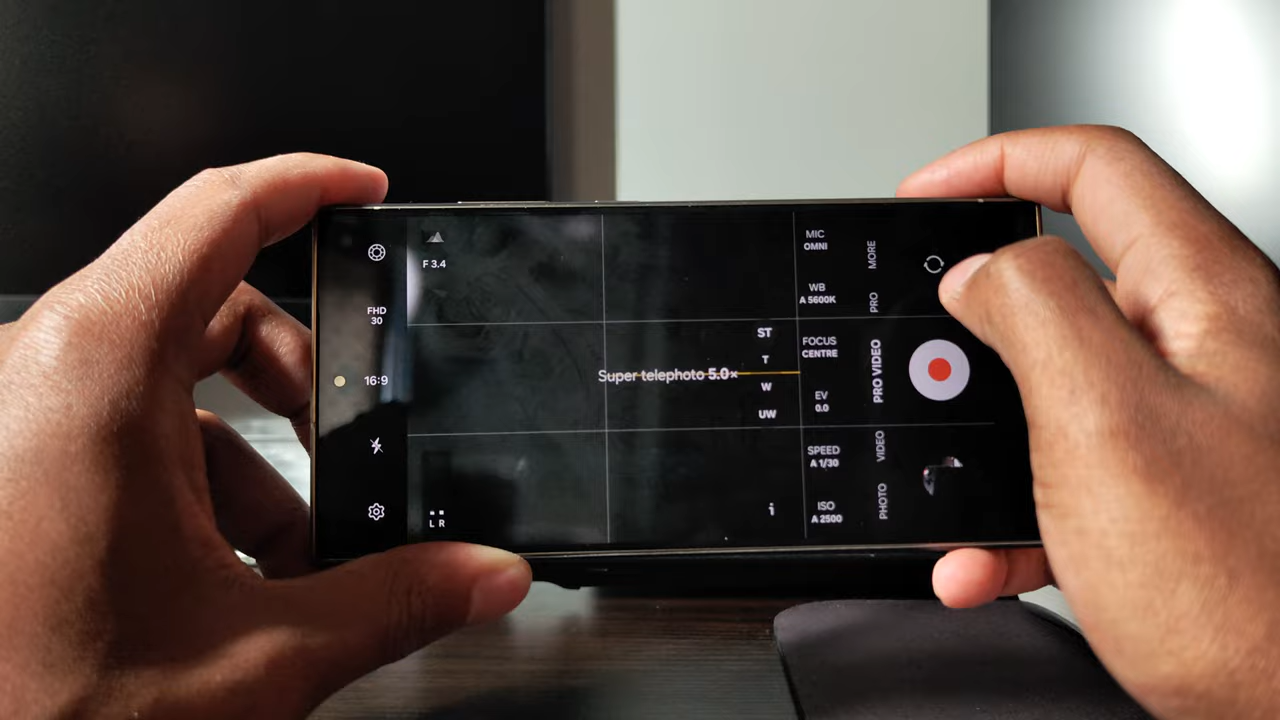 FHD
30
16:9
F 3.4
L R
Super telephoto 5.0×
ST
T
W
UW
i
MIC
OMNI
WB
A 5600K
FOCUS
CENTRE
EV
0.0
SPEED
A 1/30
ISO
A 2500
MORE
PRO
PRO VIDEO
VIDEO
PHOTO